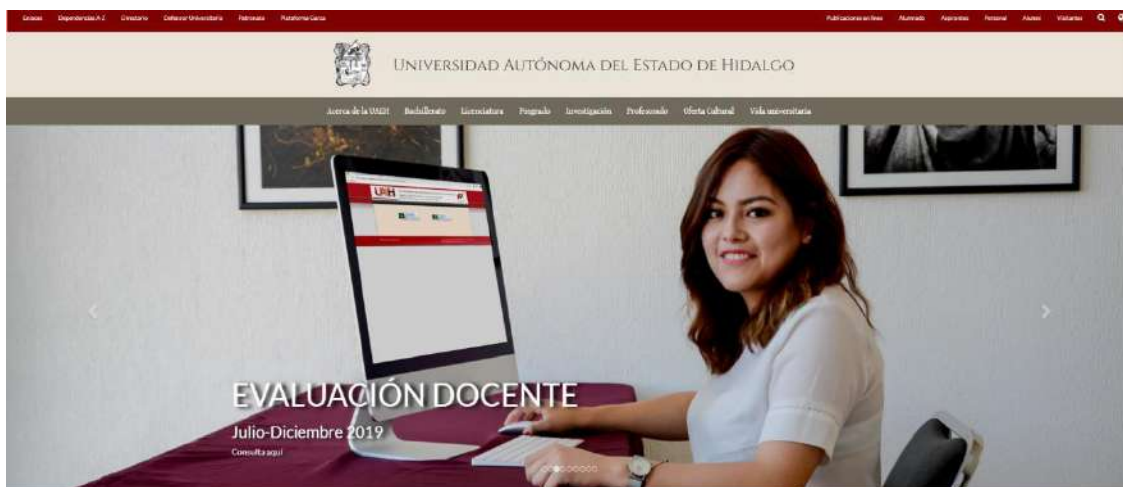 Enlaces Dependencias A-Z Directorio Defensor Universitario Patronato Plataforma Garza
Publicaciones en línea Alumnado Aspirantes Personal Visitantes
UNIVERSIDAD AUTÓNOMA DEL ESTADO DE HIDALGO
Acerca de la UAEH Bachillerato Licenciatura Posgrado Investigación Profesorado Oferta Cultural Vida universitaria
UAEH
EVALUACIÓN DOCENTE
Julio-Diciembre 2019
Consulta aquí